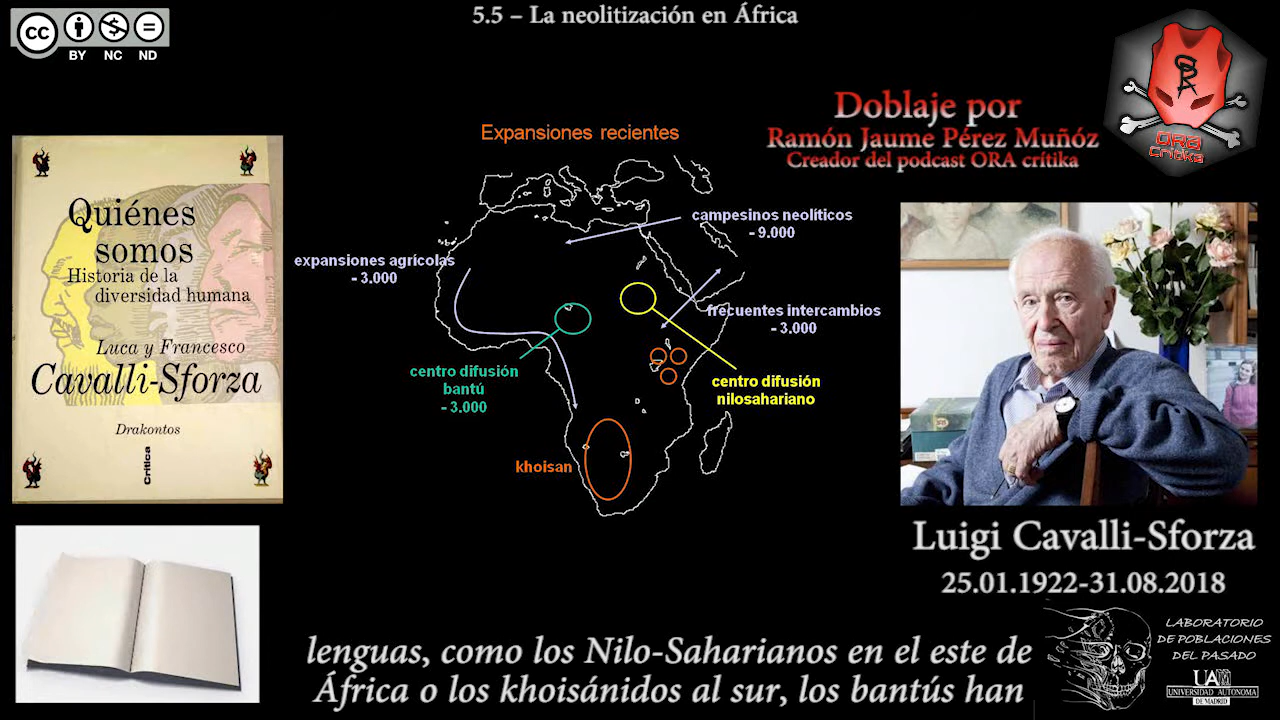 5.5 – La neolitización en África
CC
BY NC ND
Doblaje por
Ramón Jaume Pérez Muñóz
Creador del podcast ORA crítika
ORA
Crítika
Quiénes
somos
Historia de la
diversidad humana
Luca y Francesco
Cavalli-Sforza
Drakontos
Crítica
Expansiones recientes
campesinos neolíticos
- 9.000
expansiones agrícolas
- 3.000
frecuentes intercambios
- 3.000
centro difusión
bantú
- 3.000
centro difusión
nilosahariano
khoisan
Luigi Cavalli-Sforza
25.01.1922-31.08.2018
LABORATORIO
DE POBLACIONES
DEL PASADO
UAM
UNIVERSIDAD AUTONOMA
DE MADRID
lenguas, como los Nilo-Saharianos en el este de
África o los khoisánidos al sur, los bantús han